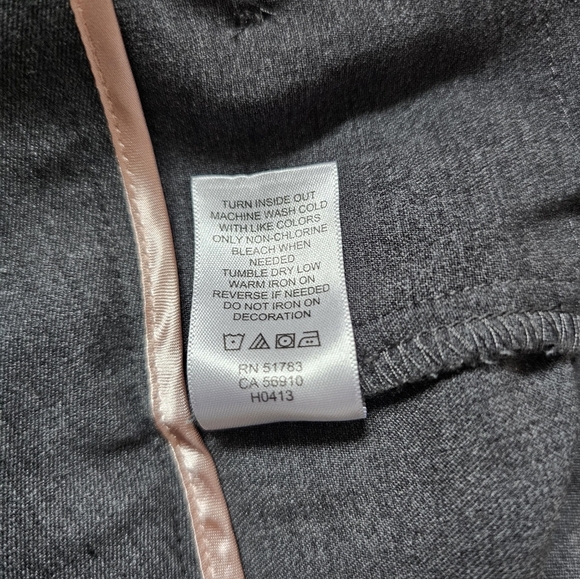 TURN INSIDE OUT
MACHINE WASH COLD
WITH LIKE COLORS
ONLY NON-CHLORINE
BLEACH WHEN
NEEDED
TUMBLE DRY LOW
WARM IRON ON
REVERSE IF NEEDED
DO NOT IRON ON
DECORATION
RN 51783
CA 56910
H0413